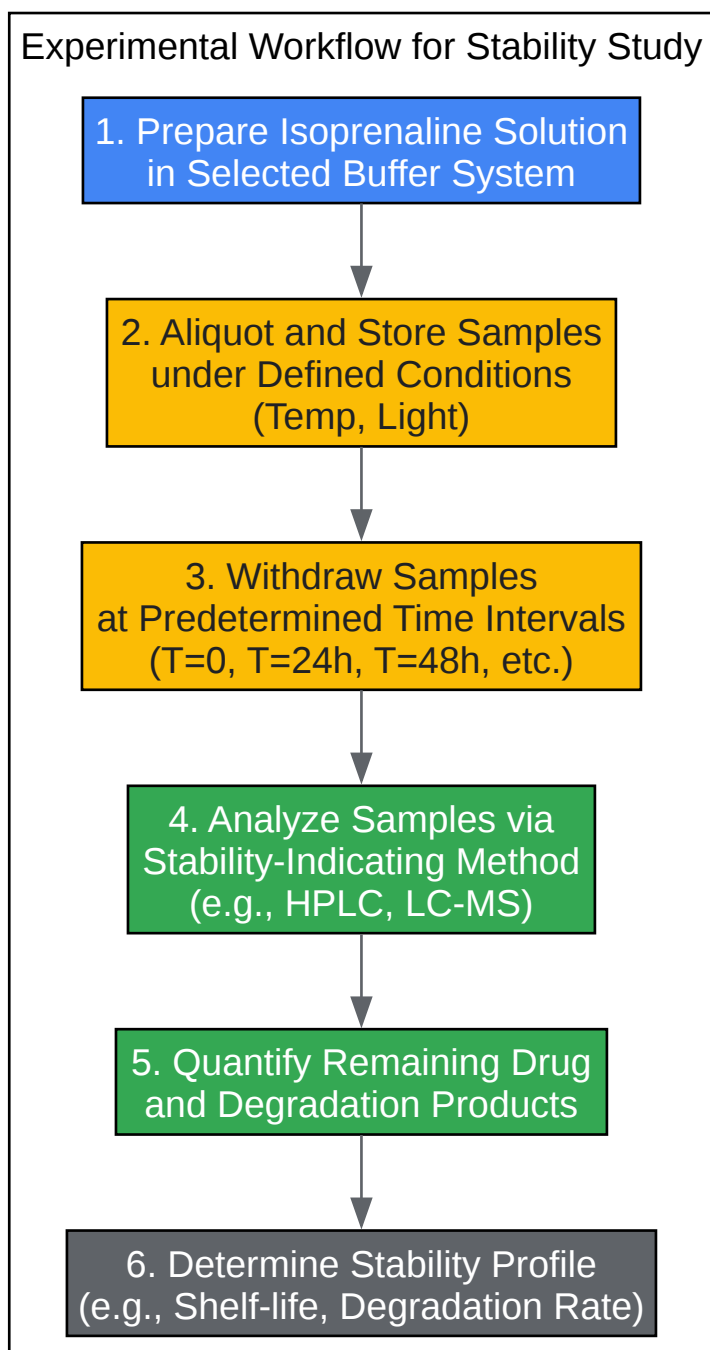 Experimental Workflow for Stability Study
1. Prepare Isoprenaline Solution
in Selected Buffer System
2. Aliquot and Store Samples
under Defined Conditions
(Temp, Light)
3. Withdraw Samples
at Predetermined Time Intervals
(T=0, T=24h, T=48h, etc.)
4. Analyze Samples via
Stability-Indicating Method
(e.g., HPLC, LC-MS)
5. Quantify Remaining Drug
and Degradation Products
6. Determine Stability Profile
(e.g., Shelf-life, Degradation Rate)